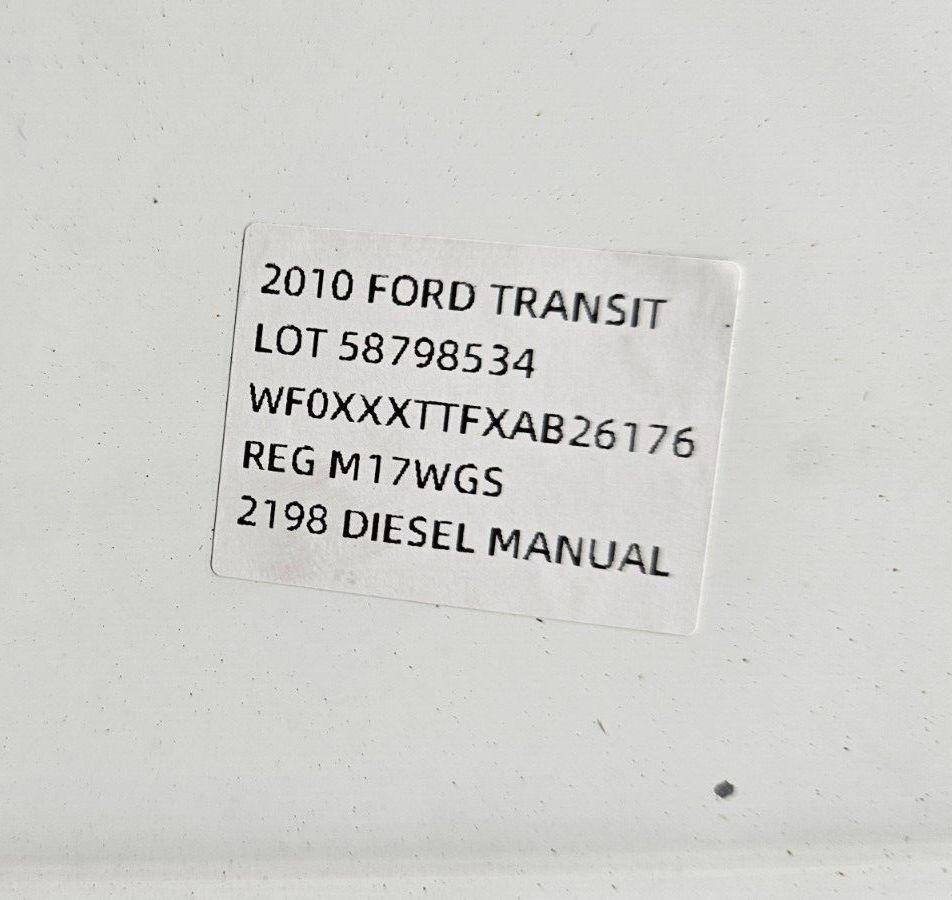 2010 FORD TRANSIT
LOT 58798534
WF0XXXTTFXAB26176
REG M17WGS
2198 DIESEL MANUAL